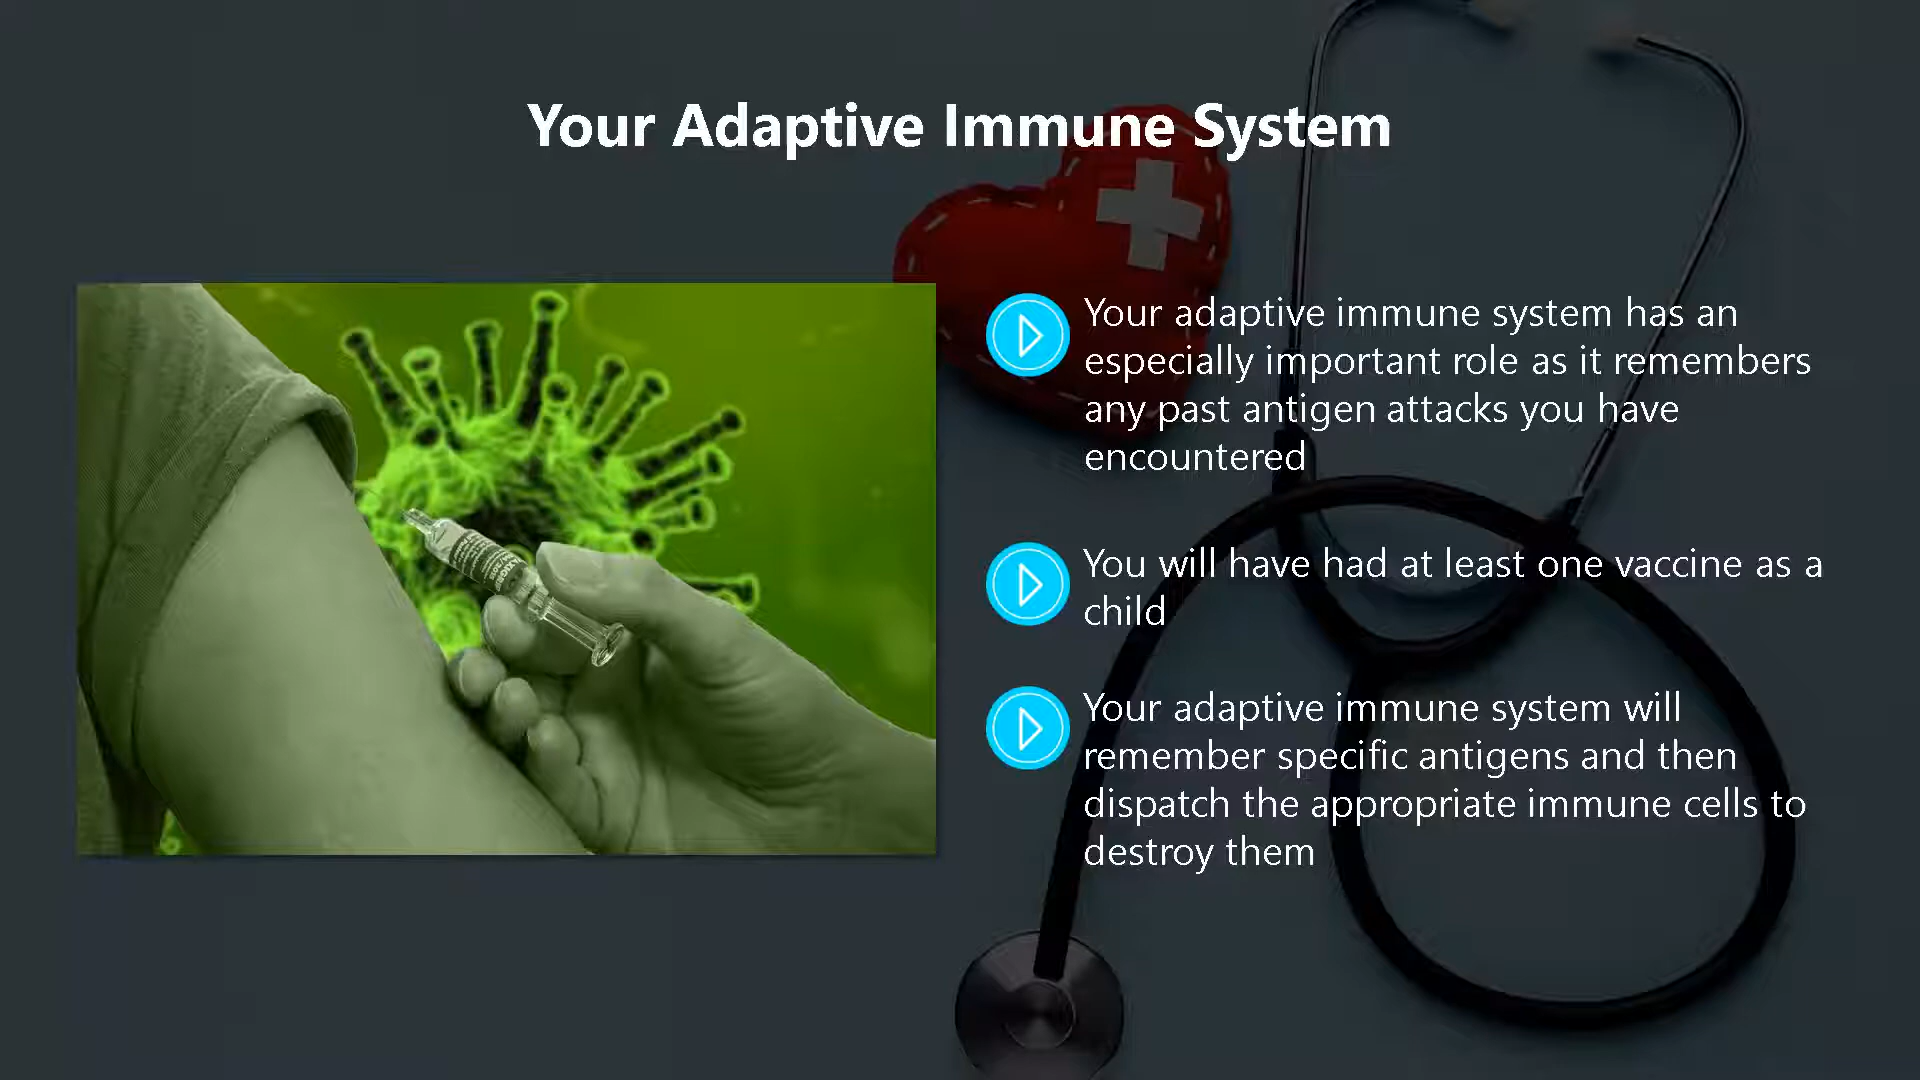 Your Adaptive Immune System
Your adaptive immune system has an
especially important role as it remembers
any past antigen attacks you have
encountered
You will have had at least one vaccine as a
child
Your adaptive immune system will
remember specific antigens and then
dispatch the appropriate immune cells to
destroy them